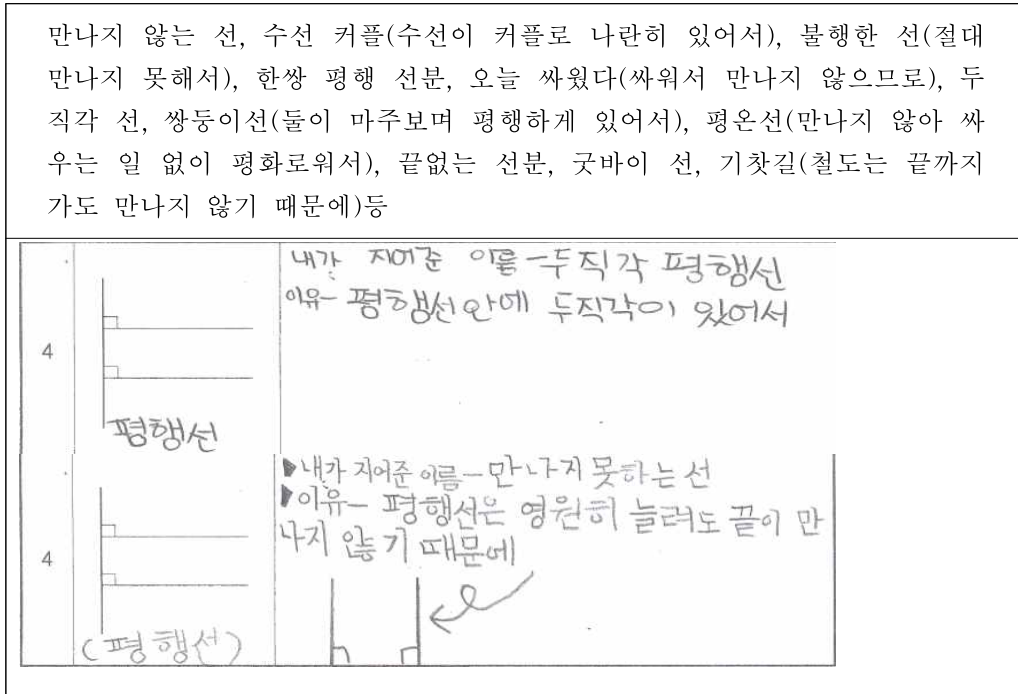 만나지 않는 선, 수선 커플(수선이 커플로 나란히 있어서), 불행한 선(절대
만나지 못해서), 한쌍 평행 선분, 오늘 싸웠다(싸워서 만나지 않으므로), 두
직각 선, 쌍둥이선(둘이 마주보며 평행하게 있어서), 평온선(만나지 않아 싸
우는 일 없이 평화로워서), 끝없는 선분, 굿바이 선, 기찻길(철도는 끝까지
가도 만나지 않기 때문에)등
내가 지어준 이름-두직각 평행선
이유- 평행선안에 두직각이 있어서
4
평행선
▶내가 지어준 이름-만나지 못하는 선
▶이유- 평행선은 영원히 늘려도 끝이 만
나지 않기 때문에
4
(평행선)